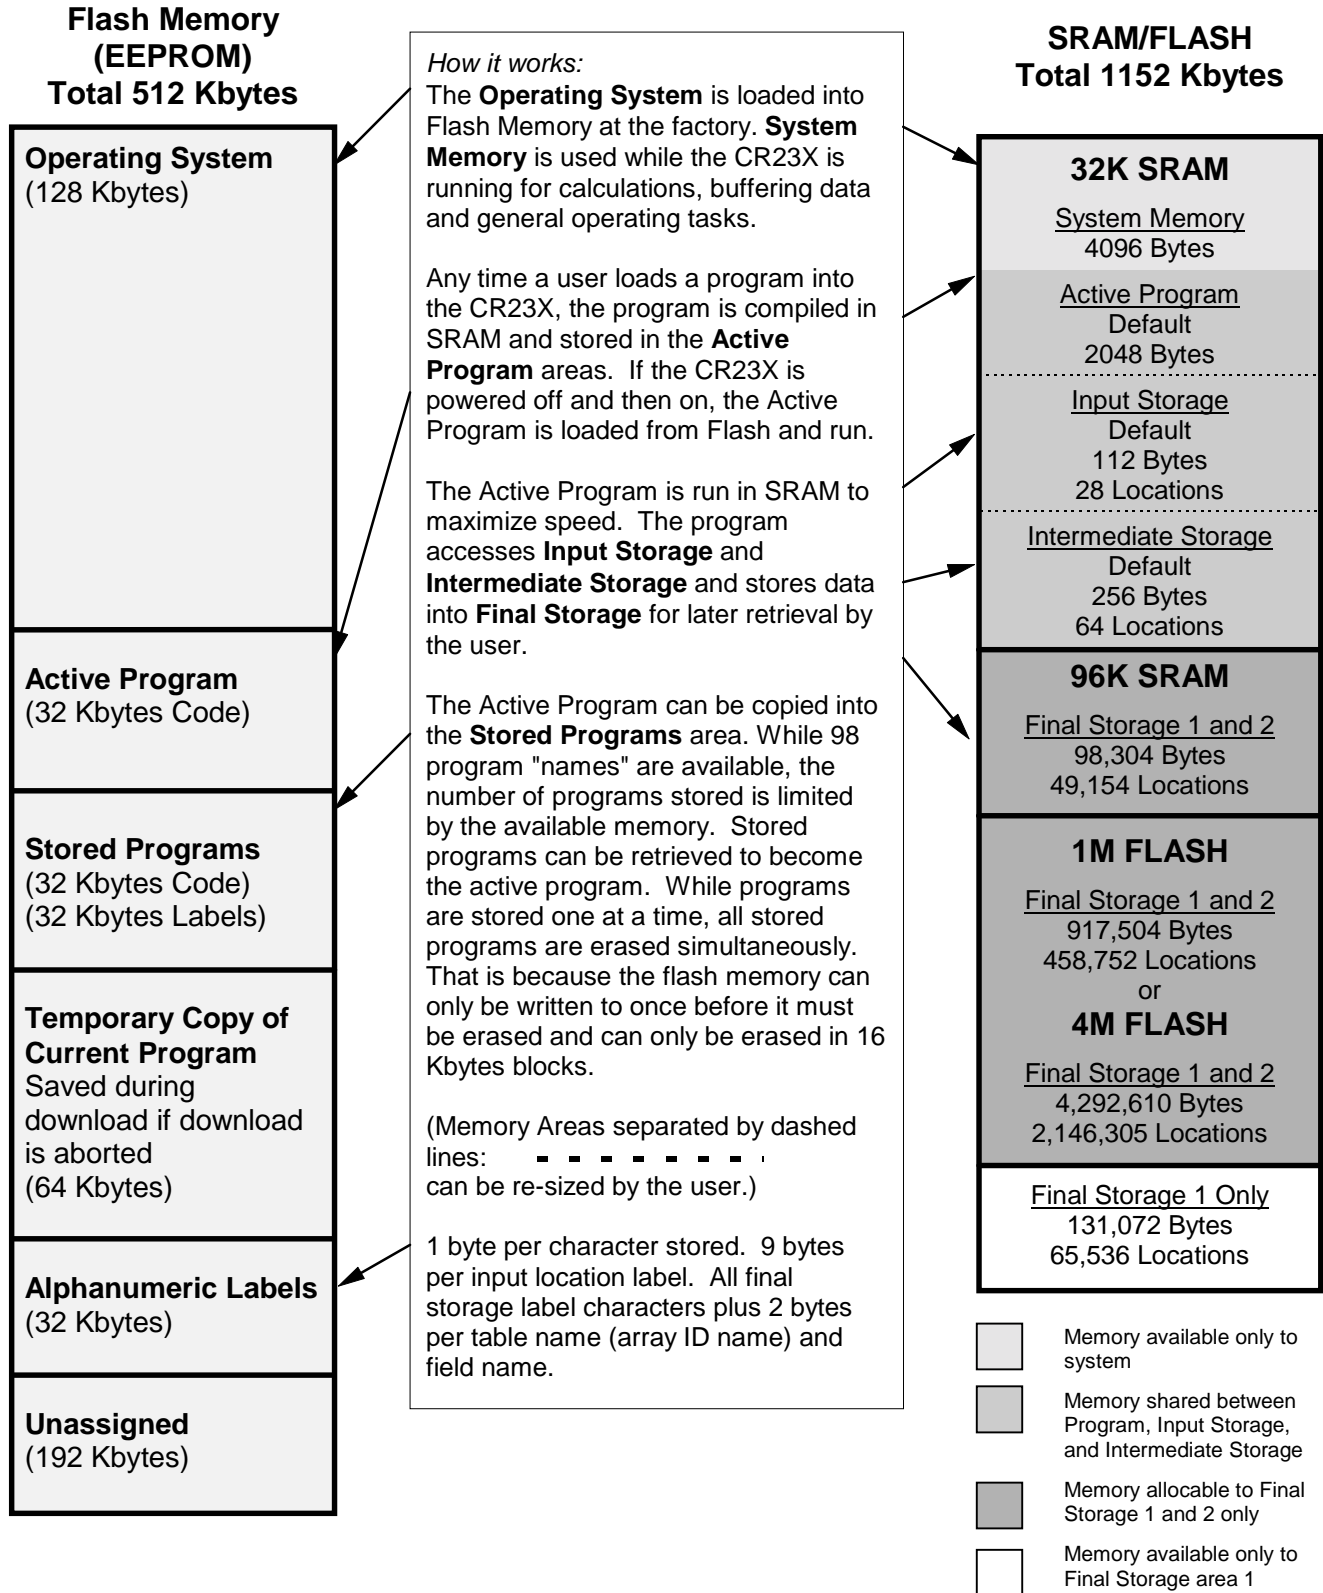 Flash Memory
(EEPROM)
Total 512 Kbytes
Operating System
(128 Kbytes)
Active Program
(32 Kbytes Code)
Stored Programs
(32 Kbytes Code)
(32 Kbytes Labels)
Temporary Copy of
Current Program
Saved during
download if download
is aborted
(64 Kbytes)
Alphanumeric Labels
(32 Kbytes)
Unassigned
(192 Kbytes)
How it works:
The Operating System is loaded into
Flash Memory at the factory. System
Memory is used while the CR23X is
running for calculations, buffering data
and general operating tasks.
Any time a user loads a program into
the CR23X, the program is compiled in
SRAM and stored in the Active
Program areas. If the CR23X is
powered off and then on, the Active
Program is loaded from Flash and run.
The Active Program is run in SRAM to
maximize speed. The program
accesses Input Storage and
Intermediate Storage and stores data
into Final Storage for later retrieval by
the user.
The Active Program can be copied into
the Stored Programs area. While 98
program "names" are available, the
number of programs stored is limited
by the available memory. Stored
programs can be retrieved to become
the active program. While programs
are stored one at a time, all stored
programs are erased simultaneously.
That is because the flash memory can
only be written to once before it must
be erased and can only be erased in 16
Kbytes blocks.
(Memory Areas separated by dashed
lines:
can be re-sized by the user.)
1 byte per character stored. 9 bytes
per input location label. All final
storage label characters plus 2 bytes
per table name (array ID name) and
field name.
SRAM/FLASH
Total 1152 Kbytes
32K SRAM
System Memory
4096 Bytes
Active Program
Default
2048 Bytes
Input Storage
Default
112 Bytes
28 Locations
Intermediate Storage
Default
256 Bytes
64 Locations
96K SRAM
Final Storage 1 and 2
98,304 Bytes
49,154 Locations
1M FLASH
Final Storage 1 and 2
917,504 Bytes
458,752 Locations
or
4M FLASH
Final Storage 1 and 2
4,292,610 Bytes
2,146,305 Locations
Final Storage 1 Only
131,072 Bytes
65,536 Locations
Memory available only to
system
Memory shared between
Program, Input Storage,
and Intermediate Storage
Memory allocable to Final
Storage 1 and 2 only
Memory available only to
Final Storage area 1